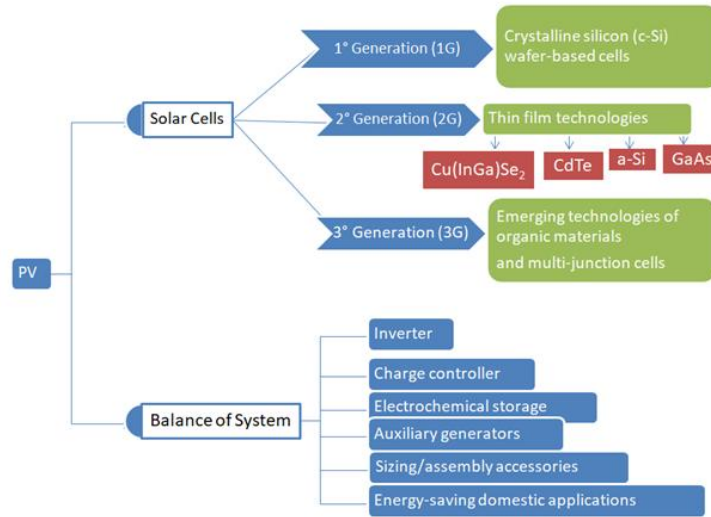 1° Generation (1G)
Crystalline silicon (c-Si)
wafer-based cells
Solar Cells
2° Generation (2G)
Thin film technologies
Cu(InGa)Se₂
CdTe
a-Si
GaAs
3° Generation (3G)
Emerging technologies of
organic materials
and multi-junction cells
PV
Inverter
Charge controller
Electrochemical storage
Balance of System
Auxiliary generators
Sizing/assembly accessories
Energy-saving domestic applications